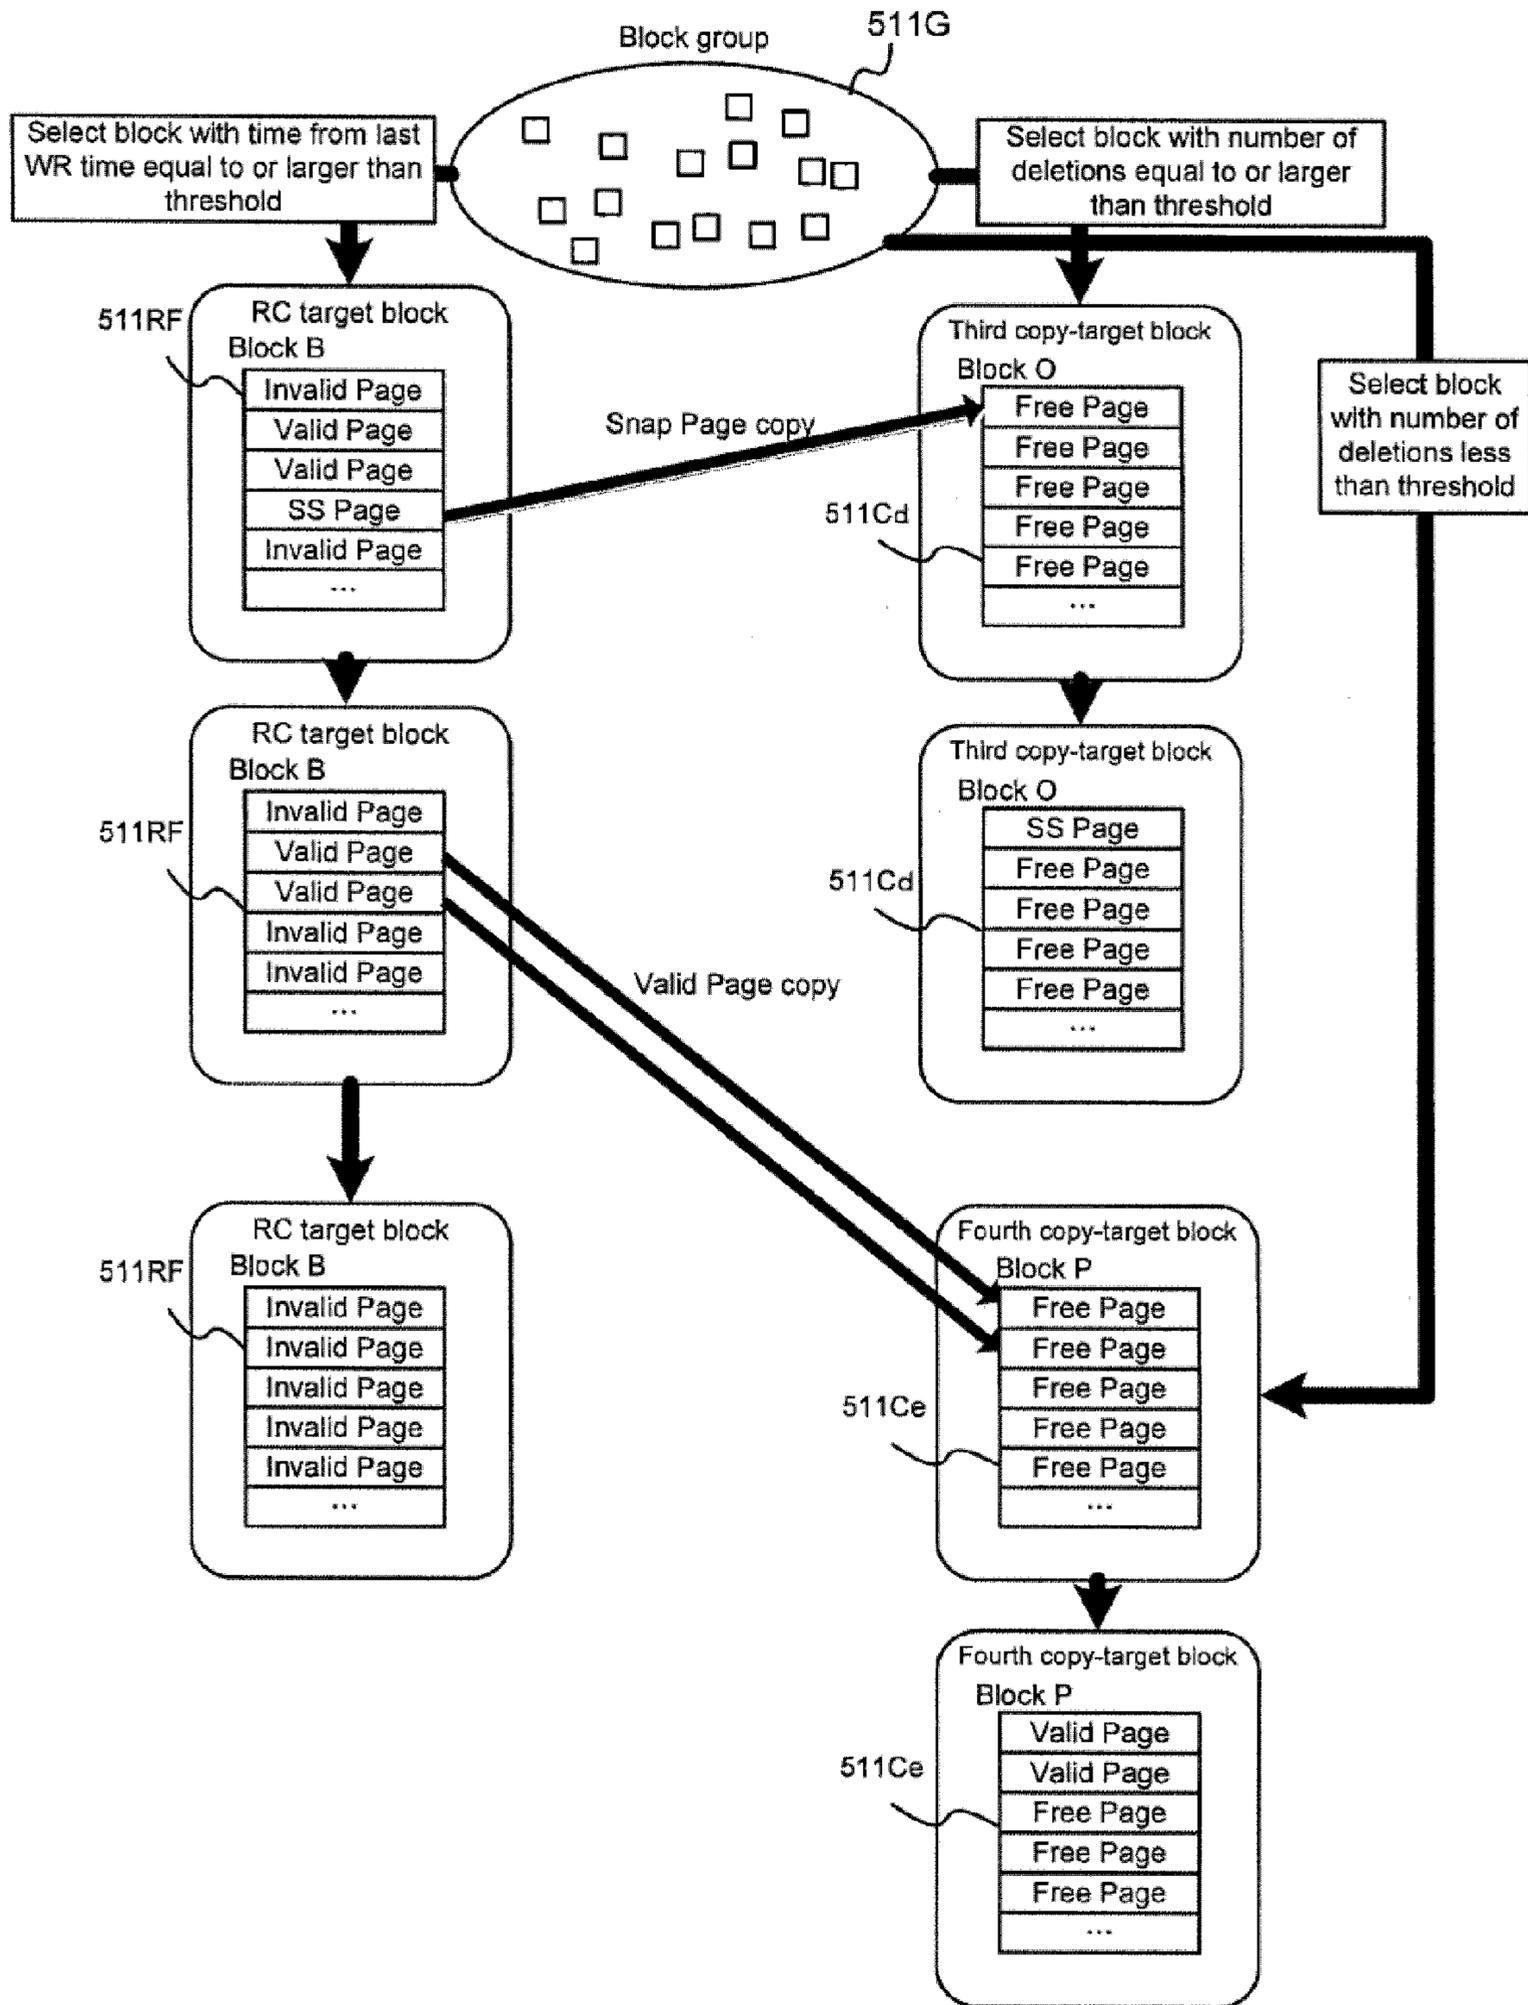 511G
Block group
Select block with time from last
WR time equal to or larger than
threshold
Select block with number of
deletions equal to or larger
than threshold
511RF
RC target block
Block B
Invalid Page
Valid Page
Valid Page
SS Page
Invalid Page
...
Snap Page copy
Third copy-target block
Block O
Free Page
Free Page
Free Page
Free Page
Free Page
...
511Cd
Select block
with number of
deletions less
than threshold
RC target block
Block B
511RF
Invalid Page
Valid Page
Valid Page
Invalid Page
Invalid Page
...
Valid Page copy
Third copy-target block
Block O
511Cd
SS Page
Free Page
Free Page
Free Page
Free Page
...
RC target block
Block B
511RF
Invalid Page
Invalid Page
Invalid Page
Invalid Page
Invalid Page
...
Fourth copy-target block
Block P
511Ce
Free Page
Free Page
Free Page
Free Page
Free Page
...
Fourth copy-target block
Block P
511Ce
Valid Page
Valid Page
Free Page
Free Page
Free Page
...